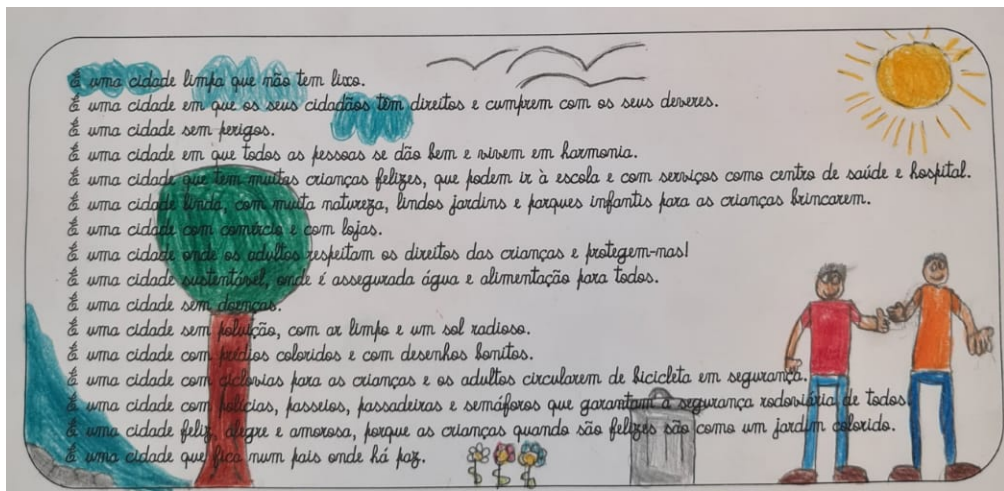 É uma cidade limpa que não tem lixo.
É uma cidade em que os seus cidadãos têm direitos e cumprem com os seus deveres.
É uma cidade sem perigos.
É uma cidade em que todos as pessoas se dão bem e vivem em harmonia.
É uma cidade que tem muitas crianças felizes, que podem ir à escola e com serviços como centro de saúde e hospital.
É uma cidade linda, com muita natureza, lindos jardins e parques infantis para as crianças brincarem.
É uma cidade com comércio e com lojas.
É uma cidade onde os adultos respeitam os direitos das crianças e protegem-nas!
É uma cidade sustentável, onde é assegurada água e alimentação para todos.
É uma cidade sem doenças.
É uma cidade sem poluição, com ar limpo e um sol radioso.
É uma cidade com prédios coloridos e com desenhos bonitos.
É uma cidade com ciclovias para as crianças e os adultos circularem de bicicleta em segurança.
É uma cidade com polícias, passeios, passadeiras e semáforos que garantam a segurança rodoviária de todos!
É uma cidade feliz, alegre e amorosa, porque as crianças quando são felizes são como um jardim colorido.
É uma cidade que fica num país onde há paz.